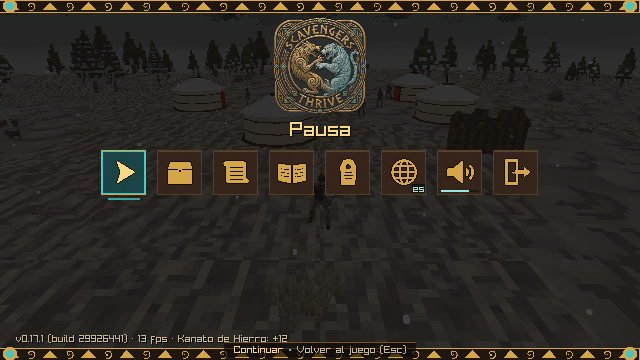 SCAVENGERS
THRIVE
Pausa
es
v0.17.1 (build 29926441) · 13 fps · Kanato de Hierro: +12
Continuar · Volver al juego (Esc)